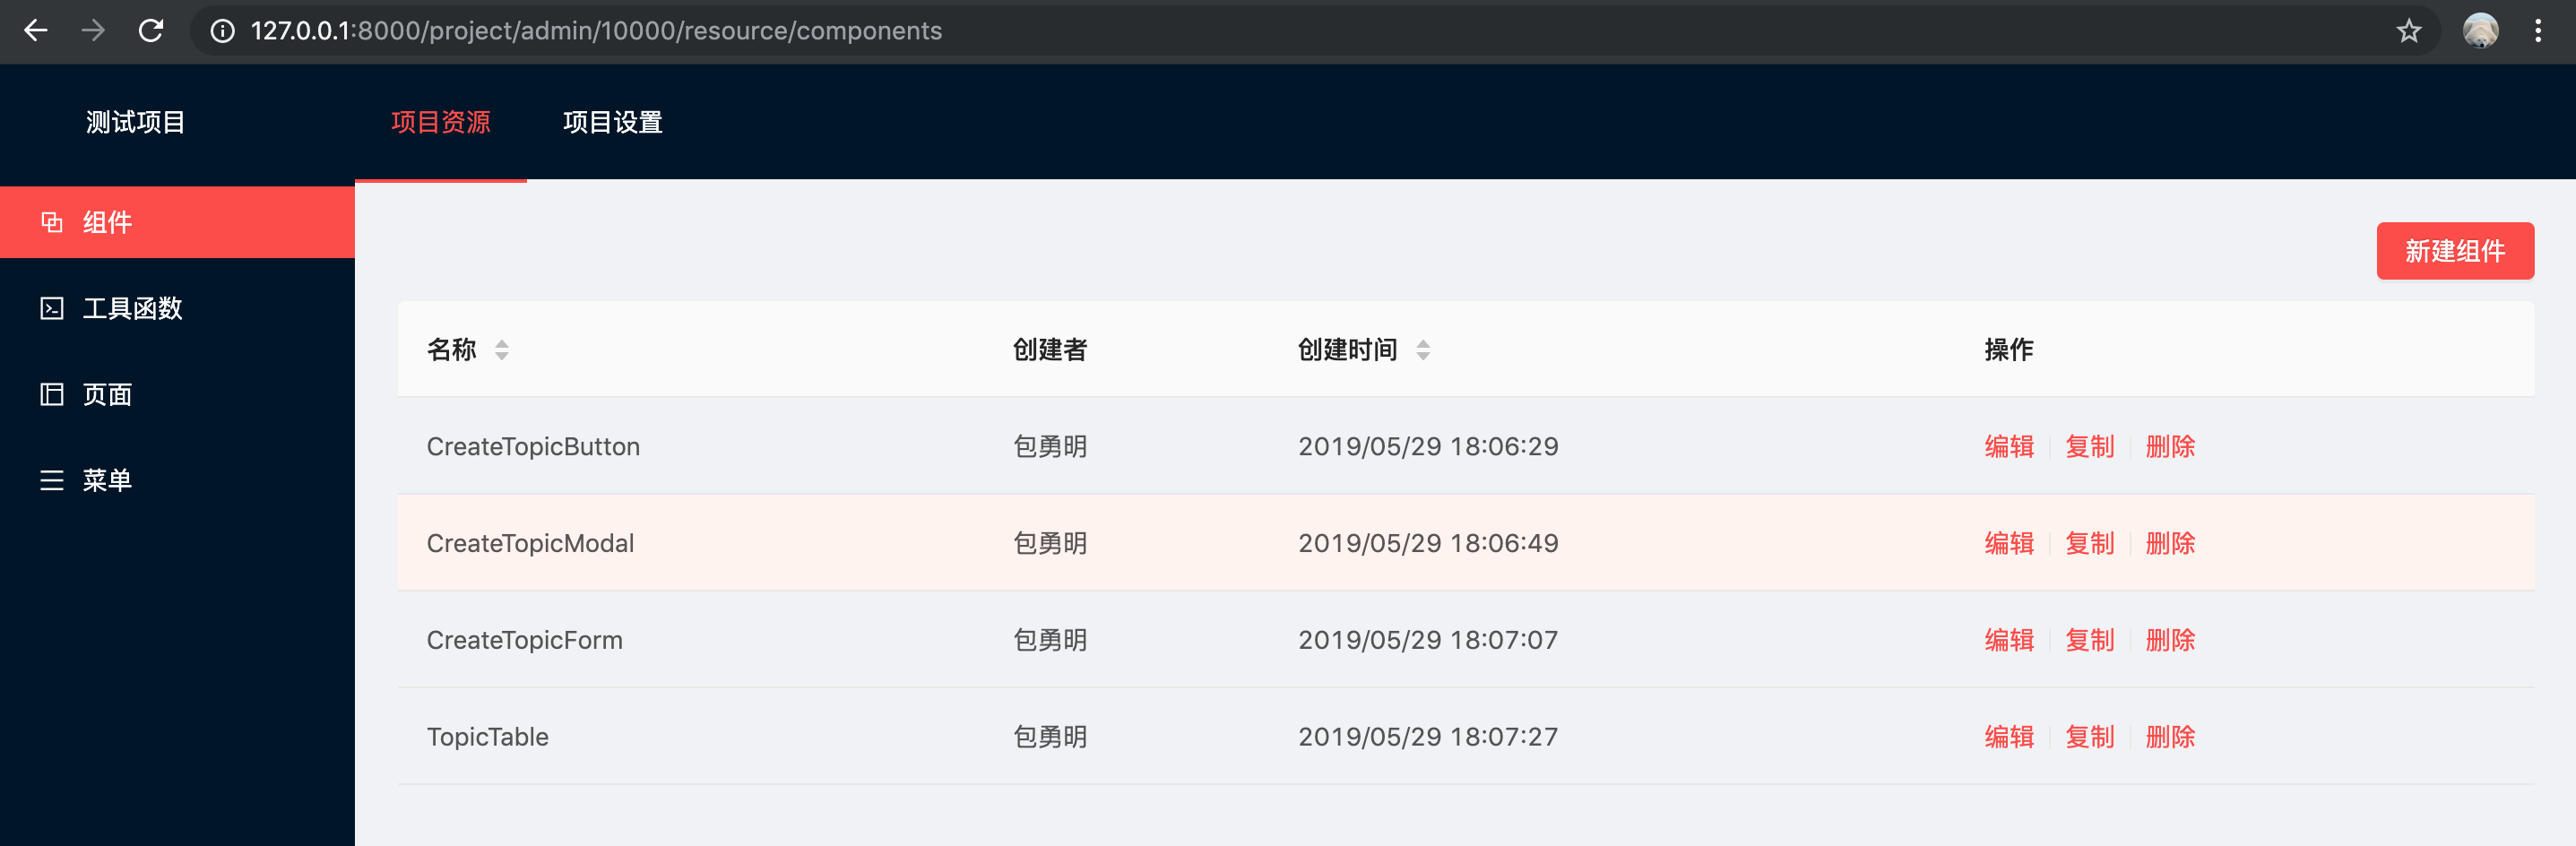 127.0.0.1:8000/project/admin/10000/resource/components
测试项目 项目资源 项目设置
组件
工具函数
页面
菜单
新建组件
名称 创建者 创建时间 操作
CreateTopicButton 包勇明 2019/05/29 18:06:29 编辑 复制 删除
CreateTopicModal 包勇明 2019/05/29 18:06:49 编辑 复制 删除
CreateTopicForm 包勇明 2019/05/29 18:07:07 编辑 复制 删除
TopicTable 包勇明 2019/05/29 18:07:27 编辑 复制 删除